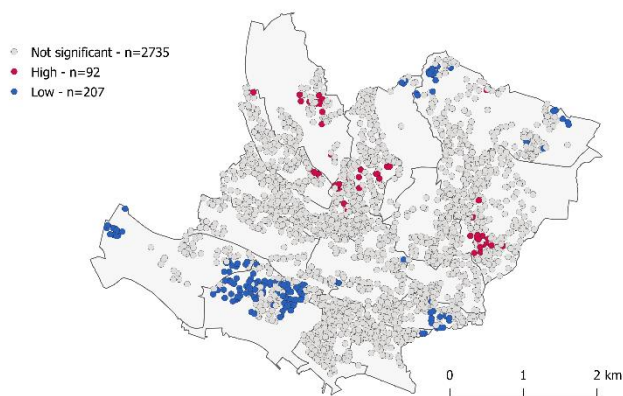 Not significant - n=2735
High - n=92
Low - n=207
0 1 2 km